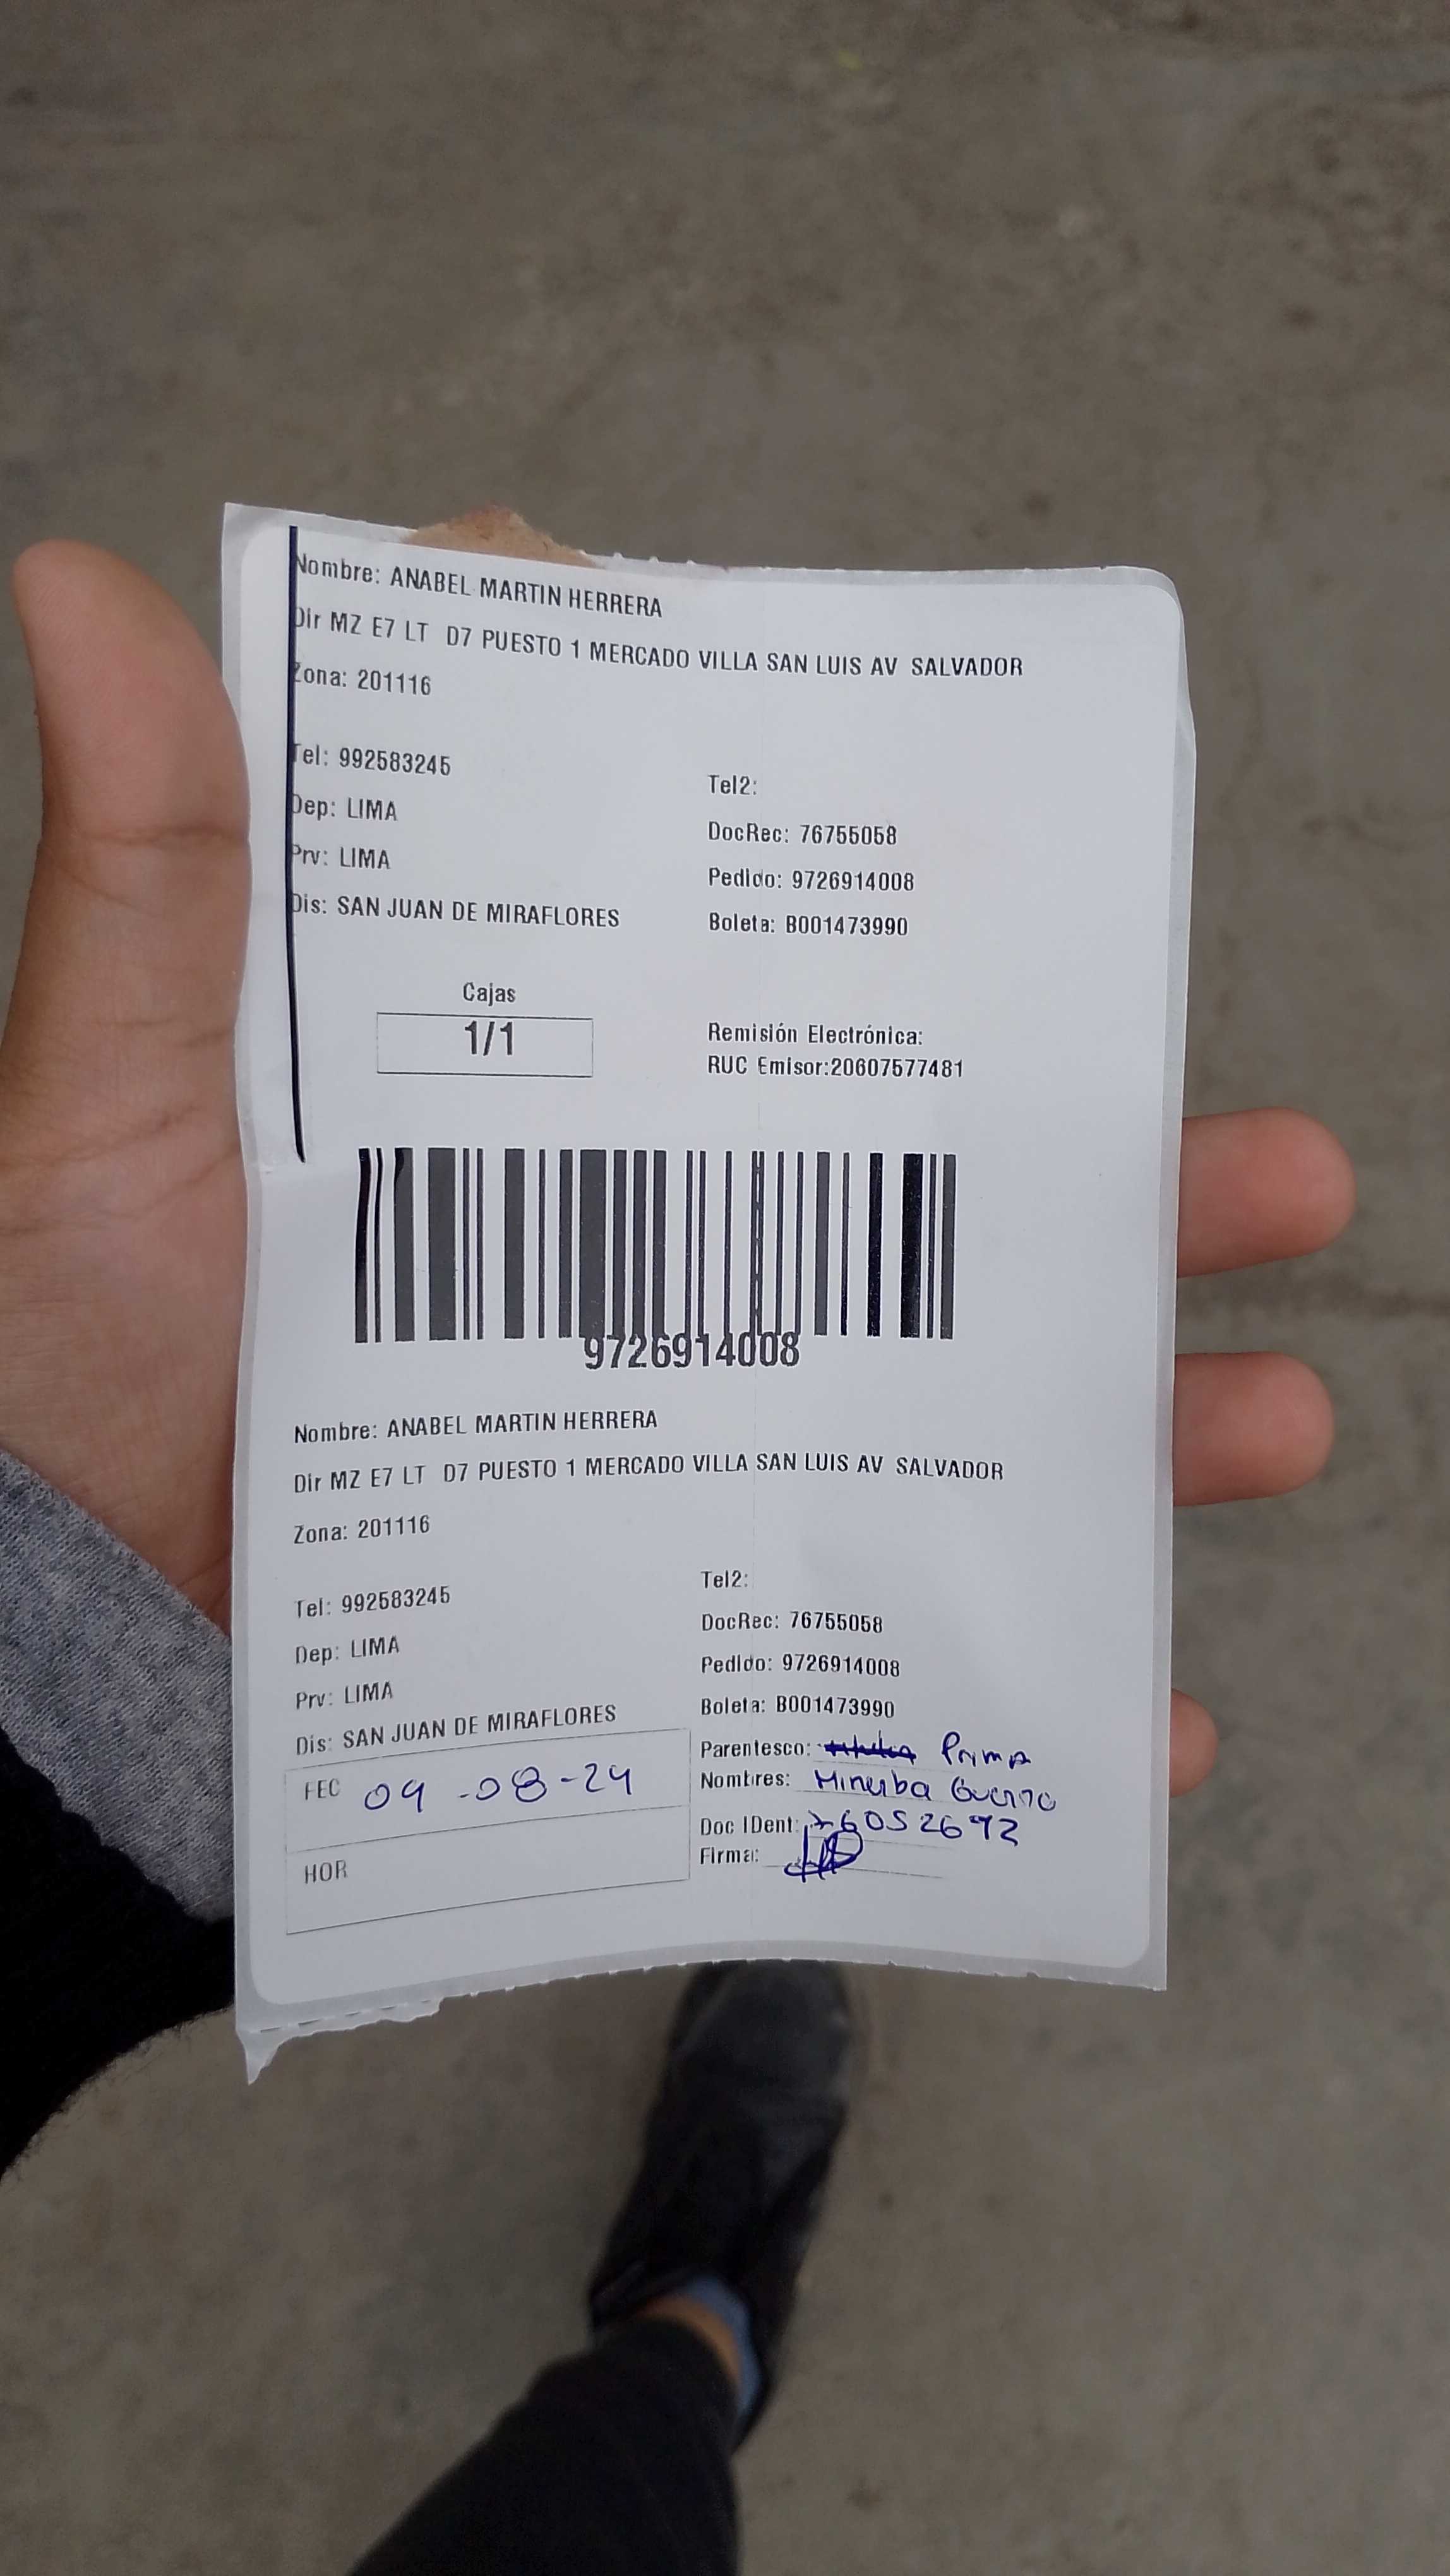 Nombre: ANABEL MARTIN HERRERA
Dir MZ E7 LT D7 PUESTO 1 MERCADO VILLA SAN LUIS AV SALVADOR
Zona: 201116
Tel: 992583245
Tel2:
Dep: LIMA
DocRec: 76755058
Prv: LIMA
Pedido: 9726914008
Dis: SAN JUAN DE MIRAFLORES
Boleta: B001473990
Cajas
1/1
Remisión Electrónica:
RUC Emisor:20607577481
9726914008
Nombre: ANABEL MARTIN HERRERA
Dir MZ E7 LT D7 PUESTO 1 MERCADO VILLA SAN LUIS AV SALVADOR
Zona: 201116
Tel: 992583245
Tel2:
Dep: LIMA
DocRec: 76755058
Prv: LIMA
Pedido: 9726914008
Dis: SAN JUAN DE MIRAFLORES
Boleta: B001473990
FEC 09-08-24
HOR
Parentesco: Prima
Nombres: Minerba
Doc IDent:
Firma: